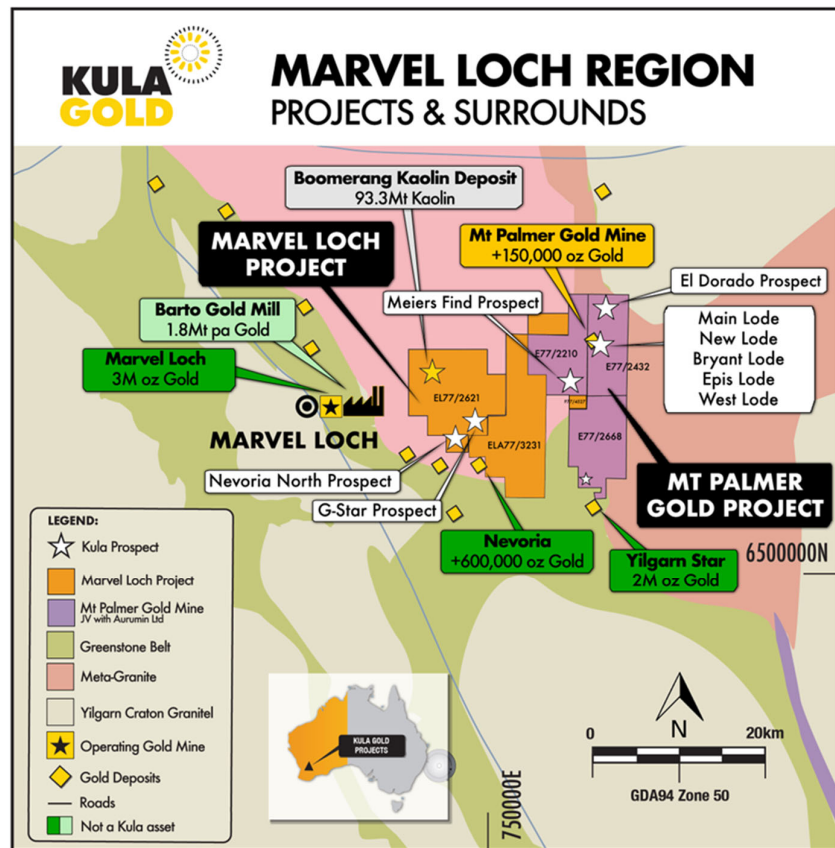 KULA
GOLD
MARVEL LOCH REGION
PROJECTS & SURROUNDS
Boomerang Kaolin Deposit
93.3Mt Kaolin
MARVEL LOCH
PROJECT
Mt Palmer Gold Mine
+150,000 oz Gold
El Dorado Prospect
Meiers Find Prospect
Barto Gold Mill
1.8Mt pa Gold
Main Lode
New Lode
Bryant Lode
Epis Lode
West Lode
Marvel Loch
3M oz Gold
E77/2210
E77/2432
EL77/2621
MARVEL LOCH
ELA77/3231
E77/2668
Nevoria North Prospect
G-Star Prospect
MT PALMER
GOLD PROJECT
Nevoria
+600,000 oz Gold
Yilgarn Star
2M oz Gold
6500000N
LEGEND:
Kula Prospect
Marvel Loch Project
Mt Palmer Gold Mine
JV with Aurumin Ltd
Greenstone Belt
Meta-Granite
Yilgarn Craton Granitel
Operating Gold Mine
Gold Deposits
Roads
Not a Kula asset
KULA GOLD
PROJECTS
N
0 20km
GDA94 Zone 50
750000E